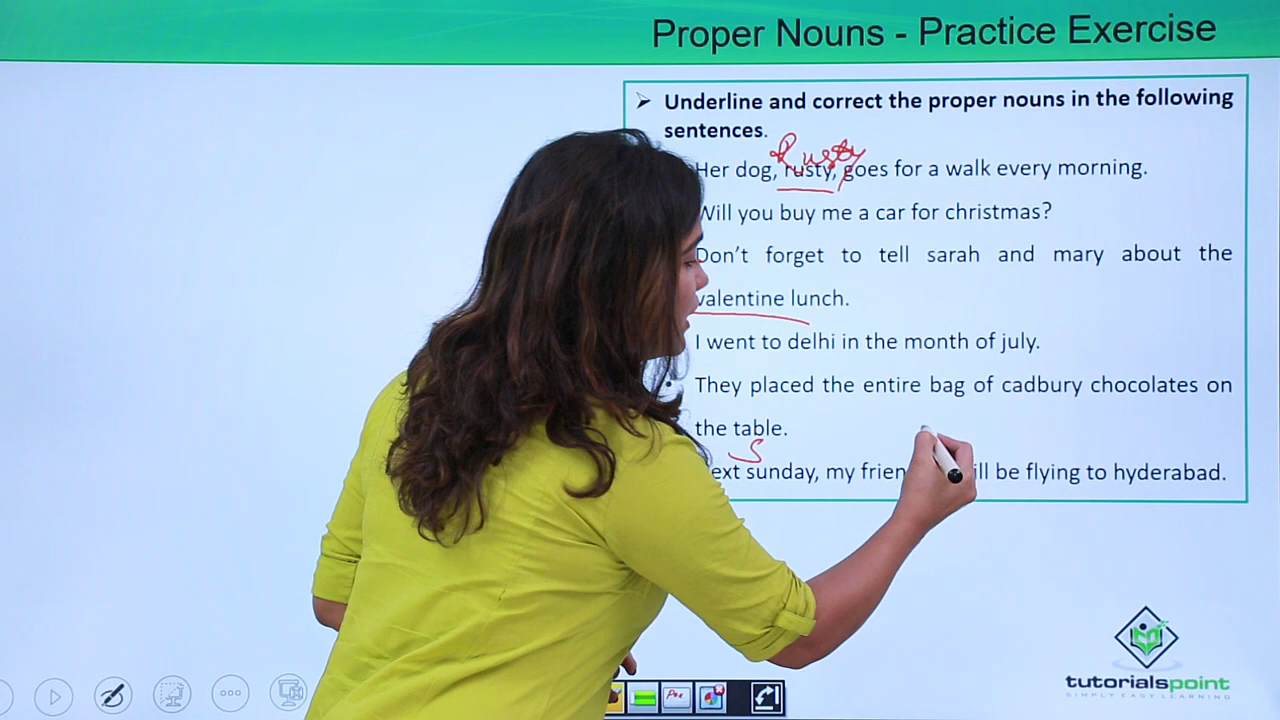 Proper Nouns - Practice Exercise
Underline and correct the proper nouns in the following
sentences.
Rusty
Her dog, rusty, goes for a walk every morning.
Will you buy me a car for christmas?
Don't forget to tell sarah and mary about the
valentine lunch.
I went to delhi in the month of july.
They placed the entire bag of cadbury chocolates on
the table.
S
sunday, my will be flying to hyderabad.
tutorialspoint
SIMPLY EASY LEARNING